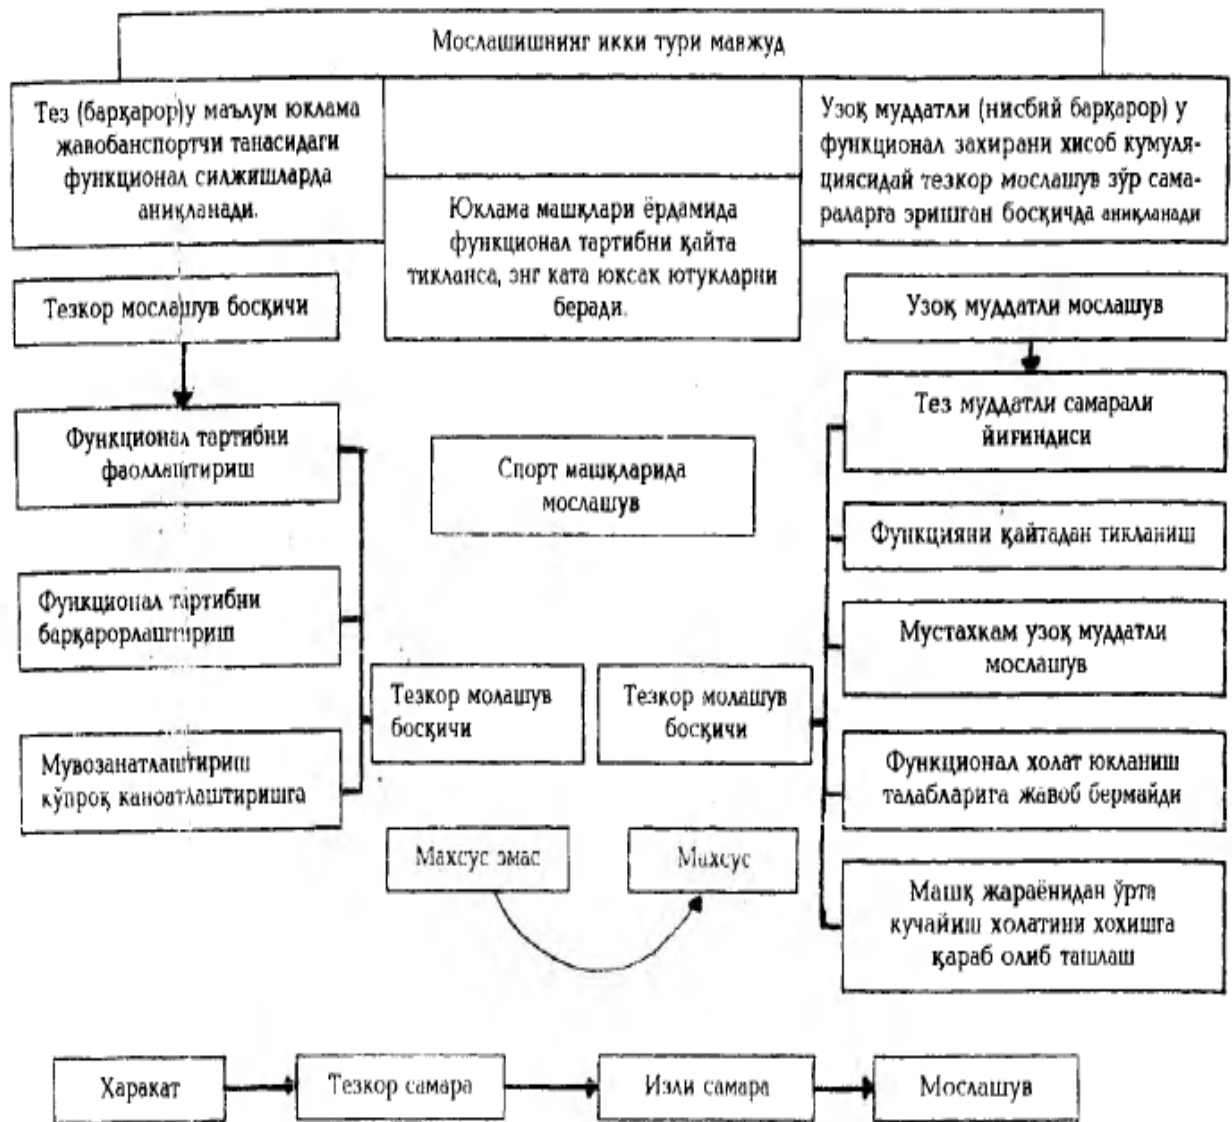 Мослашишнинг икки тури мавжуд
Тез (барқарор)у маълум юклама
жавобанспортчи танасидаги
функционал силжишларда
аниқланади.
Юклама машқлари ёрдамида
функционал тартибни қайта
тикланса, энг ката юксак ютукларни
беради.
Узоқ муддатли (нисбий барқарор) у
функционал захирани хисоб кумуля-
циясидай тезкор мослашув зўр сама-
раларга эришган босқичда аниқланади
Тезкор мослашув босқичи
Функционал тартибни
фаоллаштириш
Функционал тартибни
барқарорлаштириш
Мувозанатлаштириш
кўпроқ каноатлаштиришга
Тезкор молашув
босқичи
Спорт машқларида
мослашув
Узоқ муддатли мослашув
Тез муддатли самарали
йиғиндиси
Функцияни қайтадан тикланиш
Мустахкам узоқ муддатли
мослашув
Функционал холат юкланиш
талабларига жавоб бермайди
Машқ жараёнидан ўрта
кучайиш холатини хохишга
қараб олиб ташлаш
Тезкор молашув
босқичи
Махсус эмас
Махсус
Харакат
Тезкор самара
Изли самара
Мослашув